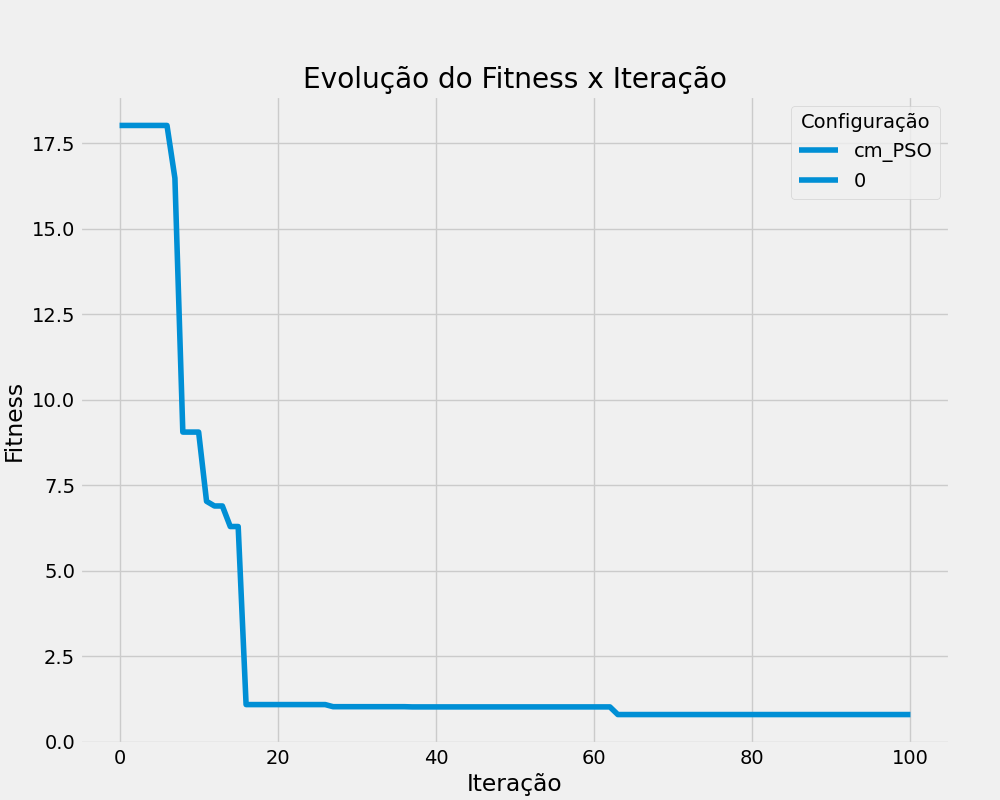 Evolução do Fitness x Iteração
Configuração
cm_PSO
0
Fitness
17.5
15.0
12.5
10.0
7.5
5.0
2.5
0.0
0 20 40 60 80 100
Iteração